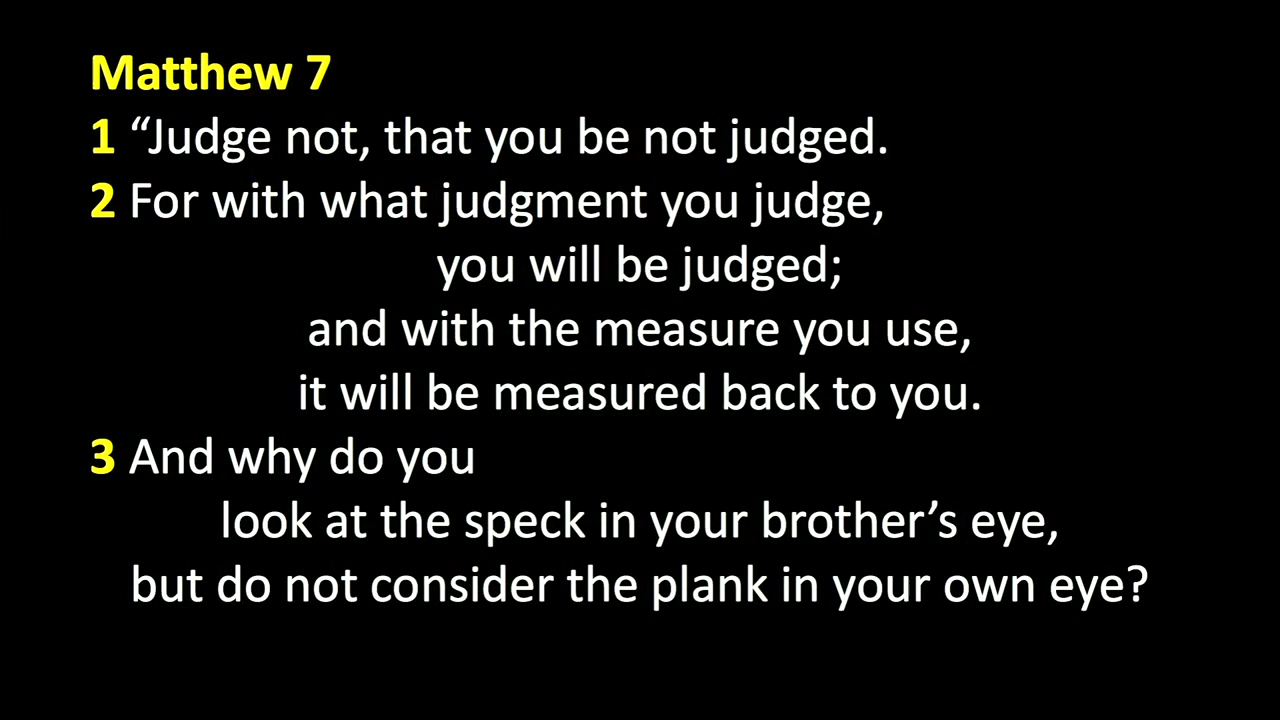 Matthew 7
1 “Judge not, that you be not judged.
2 For with what judgment you judge,
you will be judged;
and with the measure you use,
it will be measured back to you.
3 And why do you
look at the speck in your brother’s eye,
but do not consider the plank in your own eye?